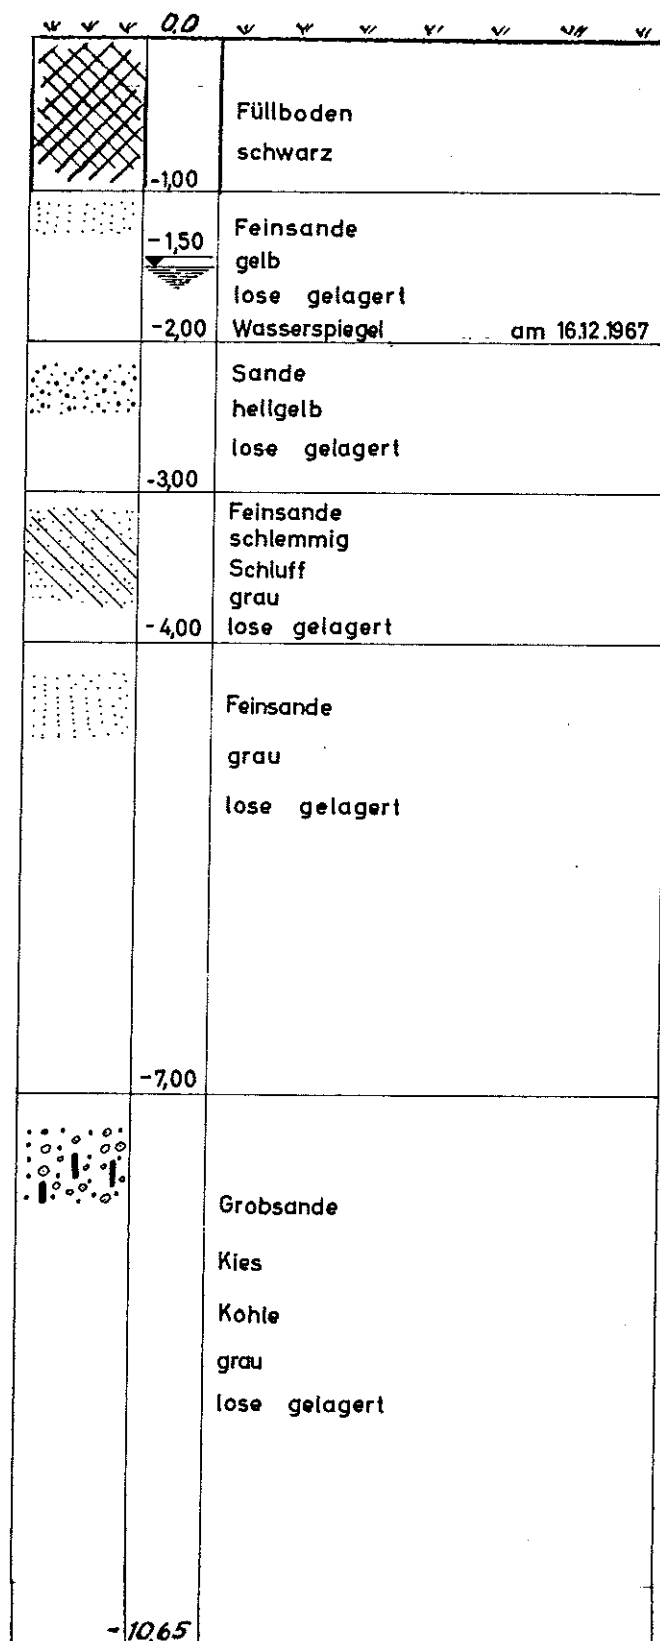 0,0
Füllboden
schwarz
-1,00
Feinsande
-1,50
gelb
lose gelagert
-2,00 Wasserspiegel am 16.12.1967
Sande
hellgelb
lose gelagert
-3,00
Feinsande
schlemmig
Schluff
grau
-4,00 lose gelagert
Feinsande
grau
lose gelagert
-7,00
Grobsande
Kies
Kohle
grau
lose gelagert
-10,65